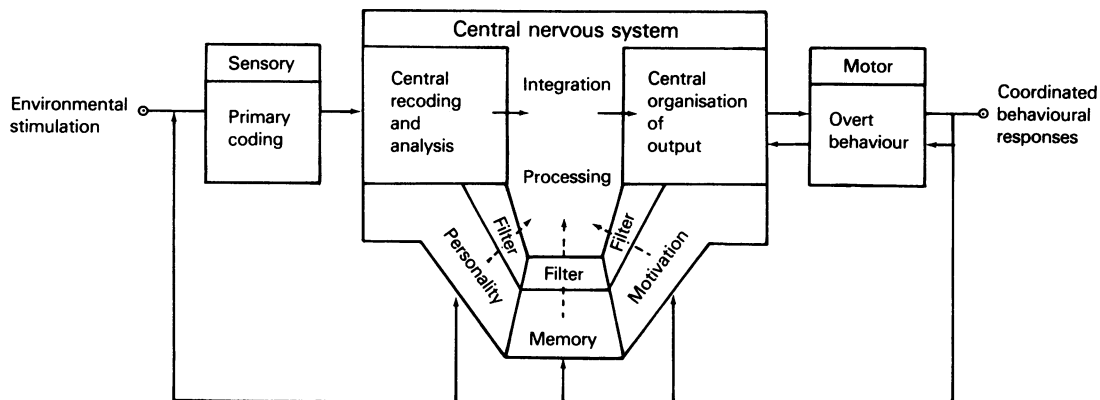 Central nervous system
Sensory
Motor
Environmental
stimulation
Primary
coding
Central
recoding
and
analysis
Integration
Processing
Central
organisation
of
output
Overt
behaviour
Coordinated
behavioural
responses
Filter
Filter
Personality
Filter
Motivation
Memory